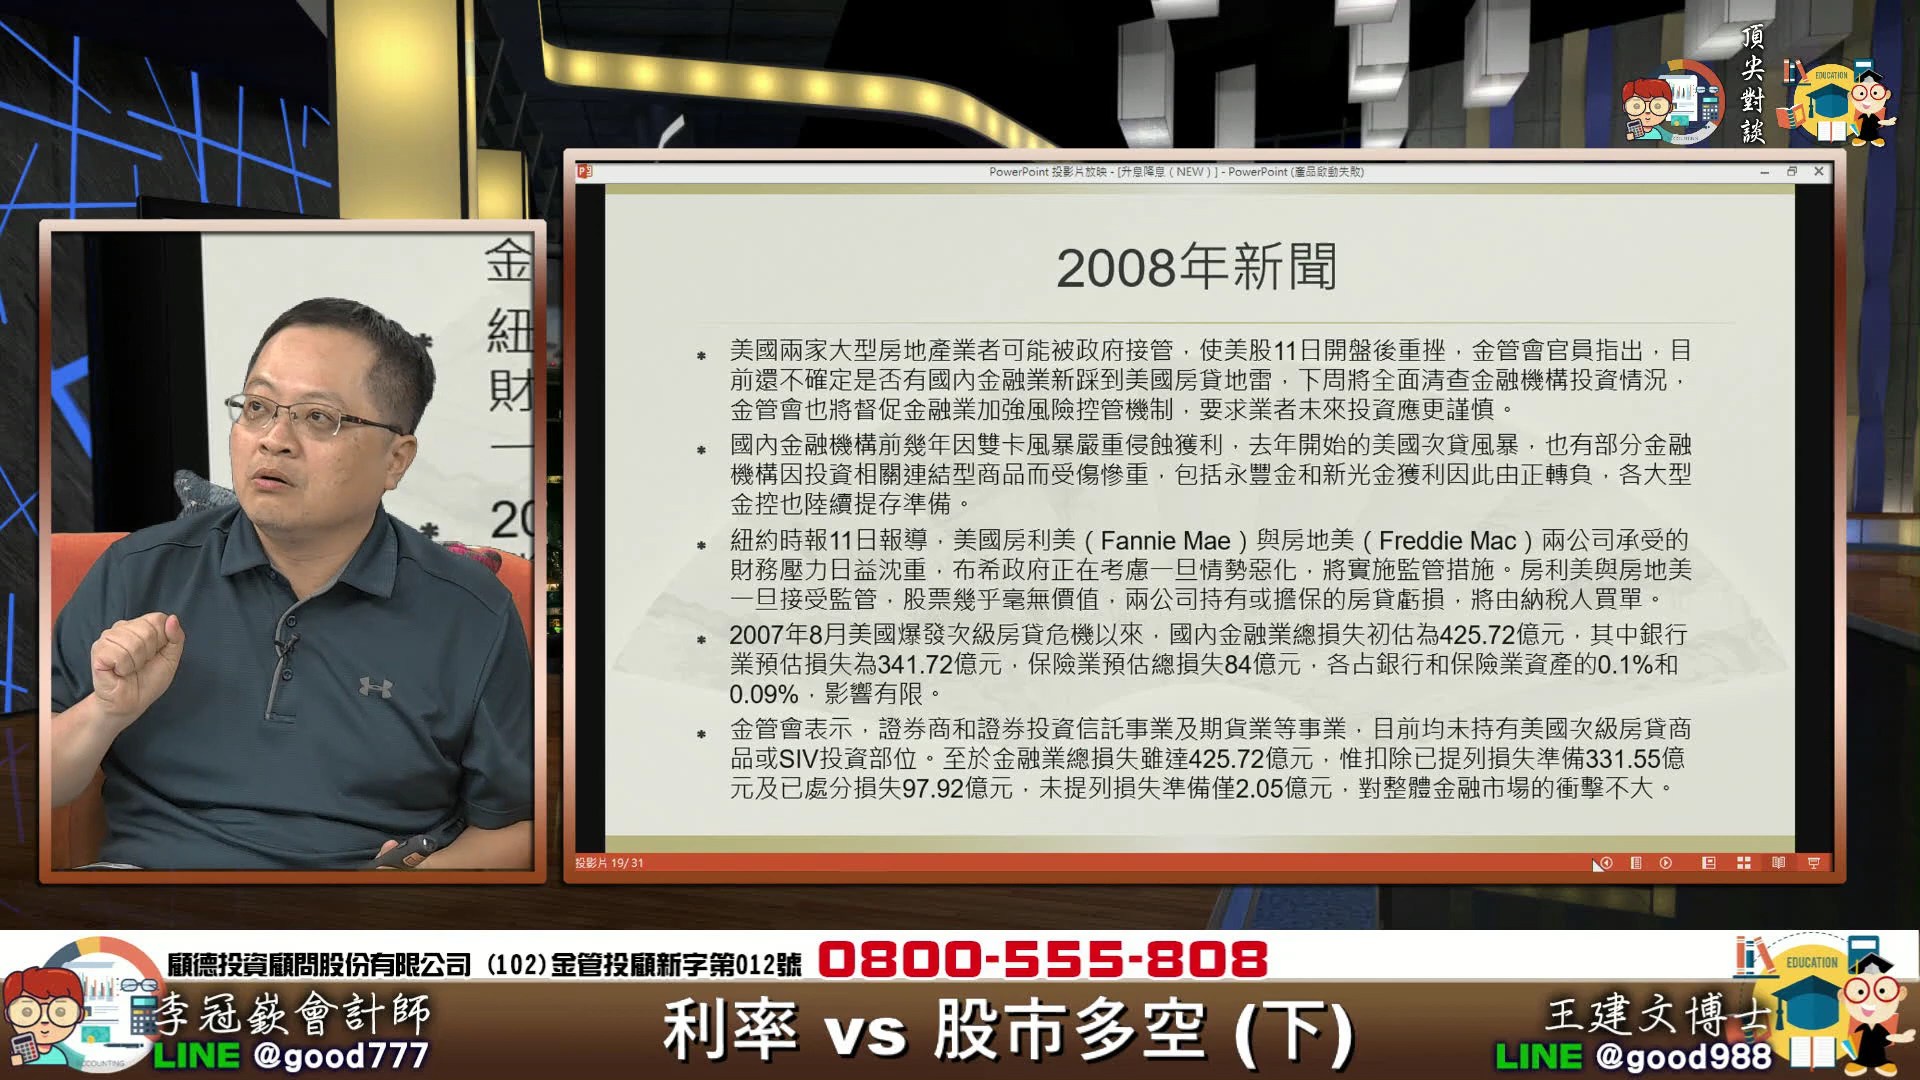 頂尖對談
EDUCATION
PowerPoint 投影片放映 - [升息降息（NEW）] - PowerPoint (產品啟動失敗)
金
紐
財
一
20
2008年新聞
* 美國兩家大型房地產業者可能被政府接管，使美股11日開盤後重挫，金管會官員指出，目
前還不確定是否有國內金融業新踩到美國房貸地雷，下周將全面清查金融機構投資情況，
金管會也將督促金融業加強風險控管機制，要求業者未來投資應更謹慎。
* 國內金融機構前幾年因雙卡風暴嚴重侵蝕獲利，去年開始的美國次貸風暴，也有部分金融
機構因投資相關連結型商品而受傷慘重，包括永豐金和新光金獲利因此由正轉負，各大型
金控也陸續提存準備。
* 紐約時報11日報導，美國房利美（Fannie Mae）與房地美（Freddie Mac）兩公司承受的
財務壓力日益沈重，布希政府正在考慮一旦情勢惡化，將實施監管措施。房利美與房地美
一旦接受監管，股票幾乎毫無價值，兩公司持有或擔保的房貸虧損，將由納稅人買單。
* 2007年8月美國爆發次級房貸危機以來，國內金融業總損失初估為425.72億元，其中銀行
業預估損失為341.72億元，保險業預估總損失84億元，各占銀行和保險業資產的0.1%和
0.09%，影響有限。
* 金管會表示，證券商和證券投資信託事業及期貨業等事業，目前均未持有美國次級房貸商
品或SIV投資部位。至於金融業總損失雖達425.72億元，惟扣除已提列損失準備331.55億
元及已處分損失97.92億元，未提列損失準備僅2.05億元，對整體金融市場的衝擊不大。
投影片 19/31
顧德投資顧問股份有限公司 (102)金管投顧新字第012號 0800-555-808
EDUCATION
李冠嶔會計師
LINE @good777
ACCOUNTING
利率 vs 股市多空 (下)
王建文博士
LINE @good988